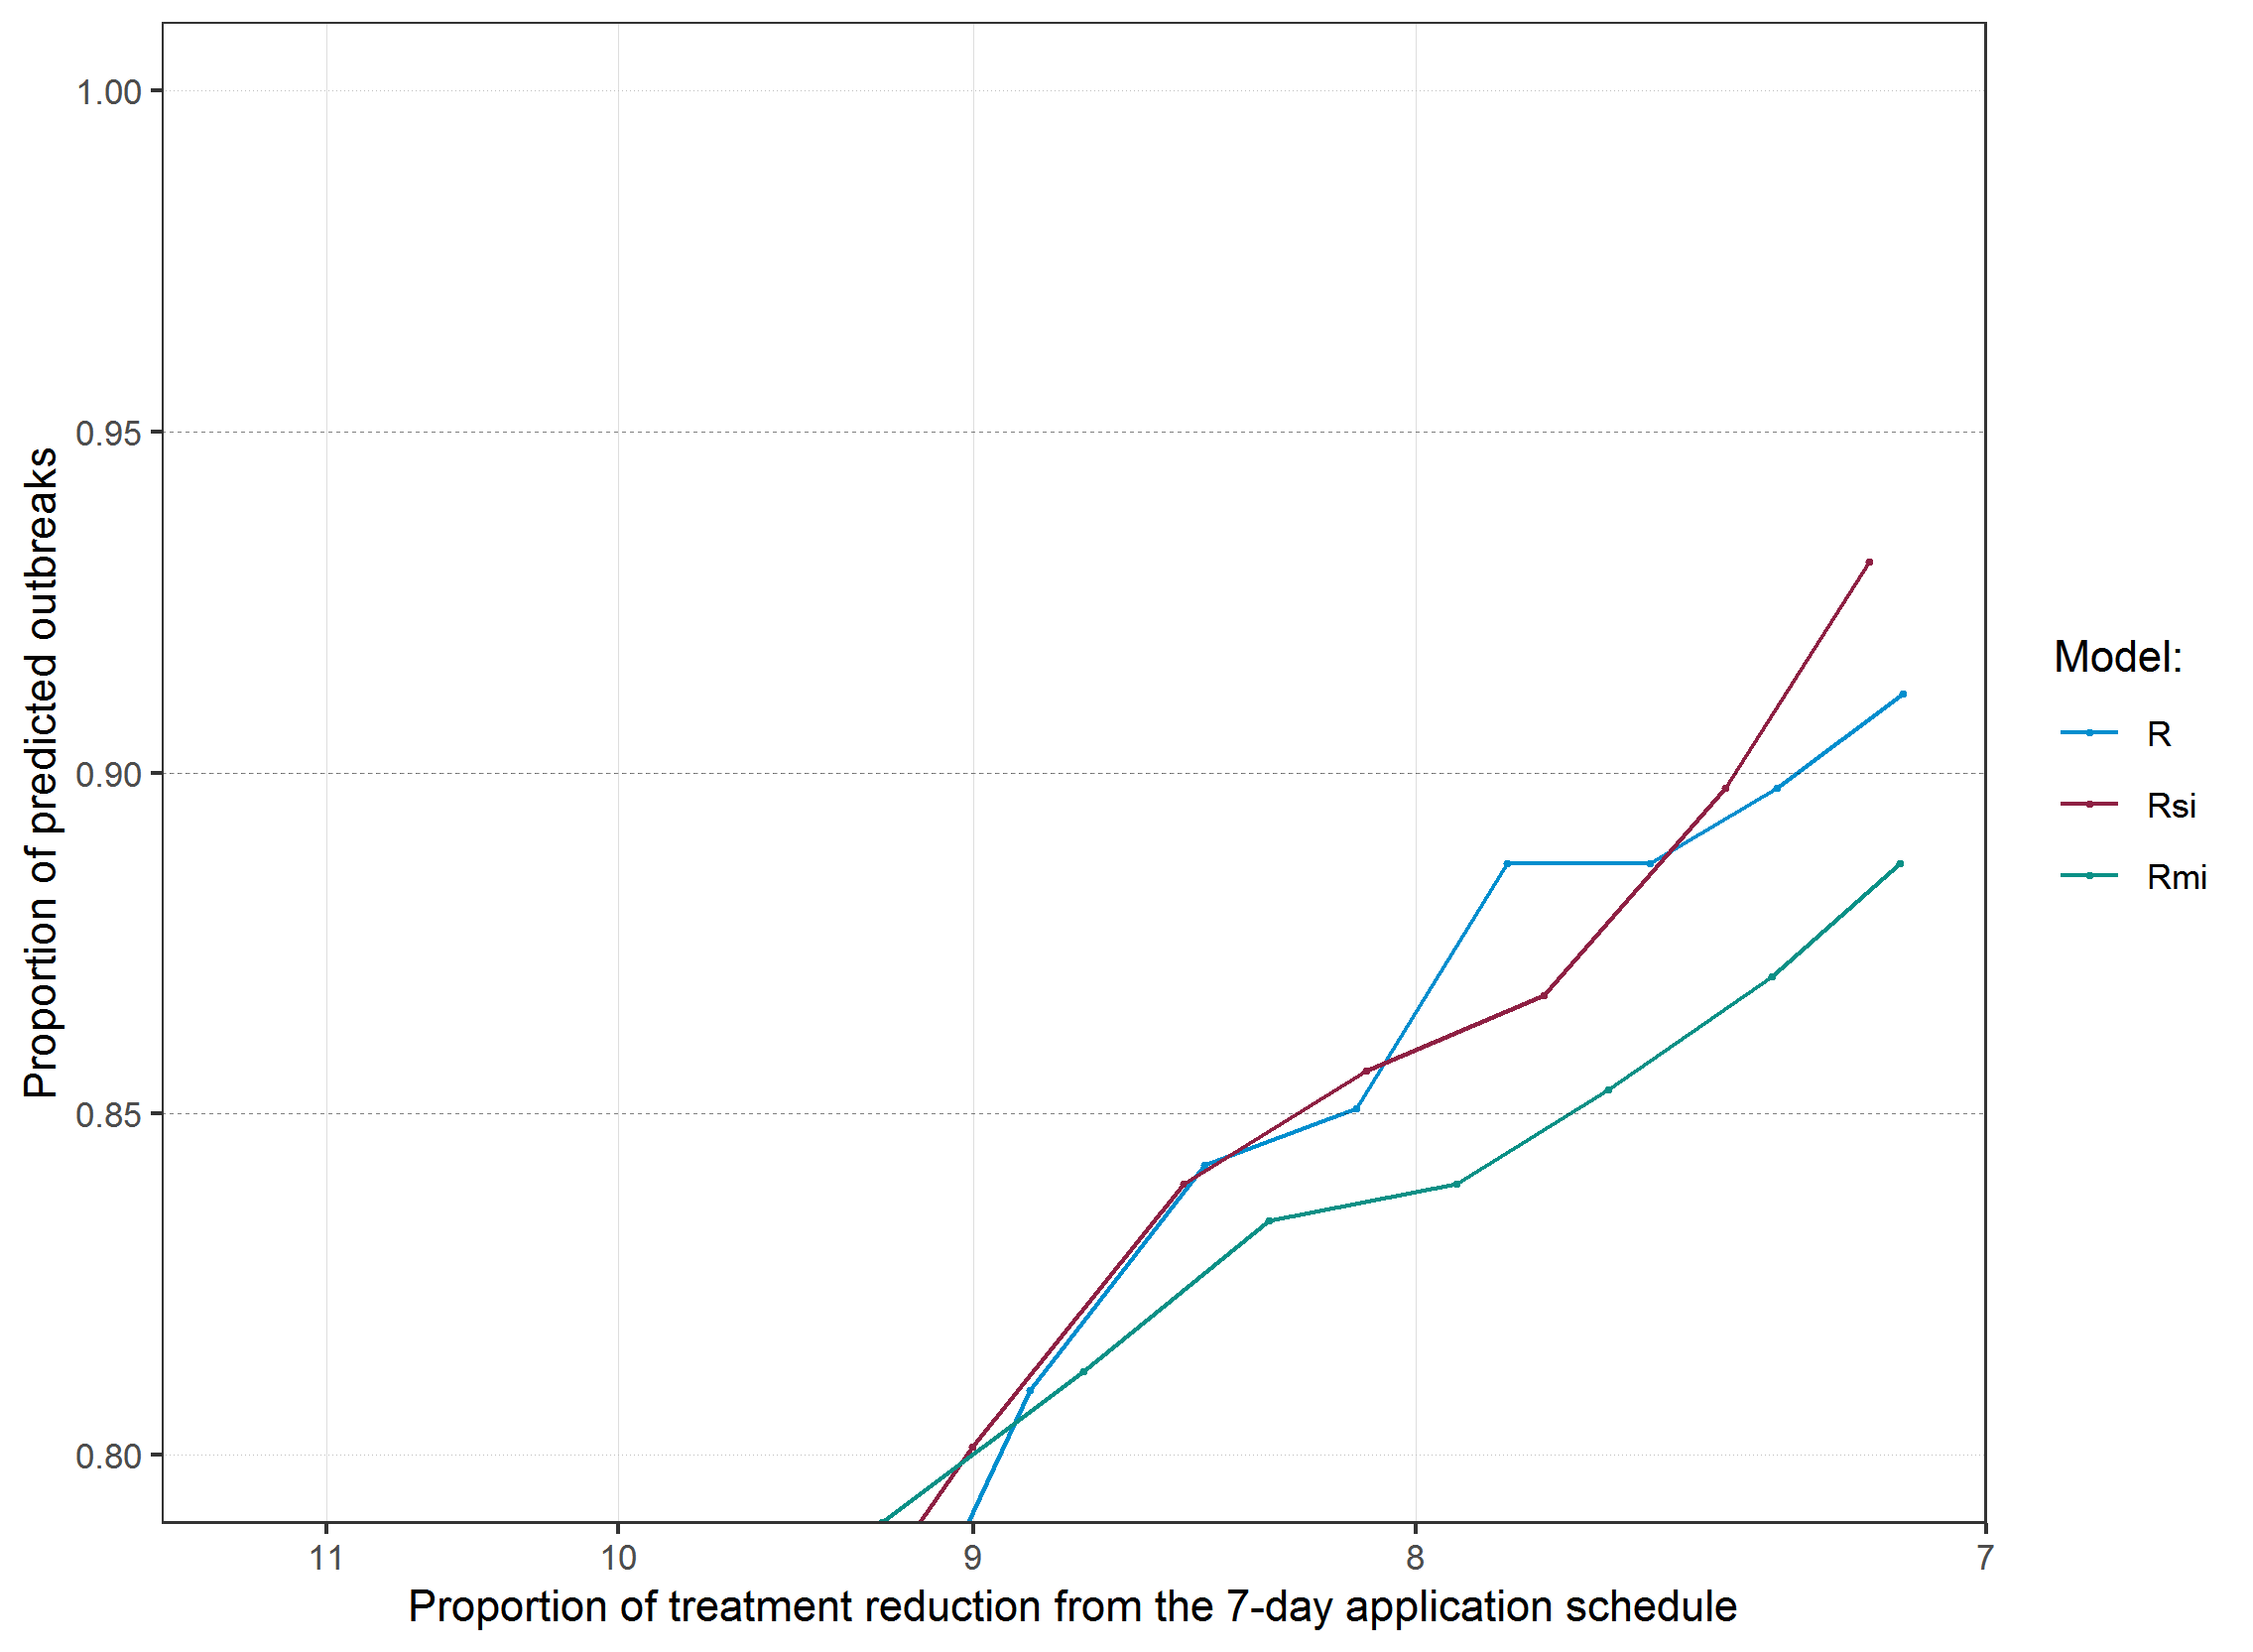 1.00
0.95
0.90
0.85
0.80
Proportion of predicted outbreaks
11 10 9 8 7
Proportion of treatment reduction from the 7-day application schedule
Model:
R
Rsi
Rmi